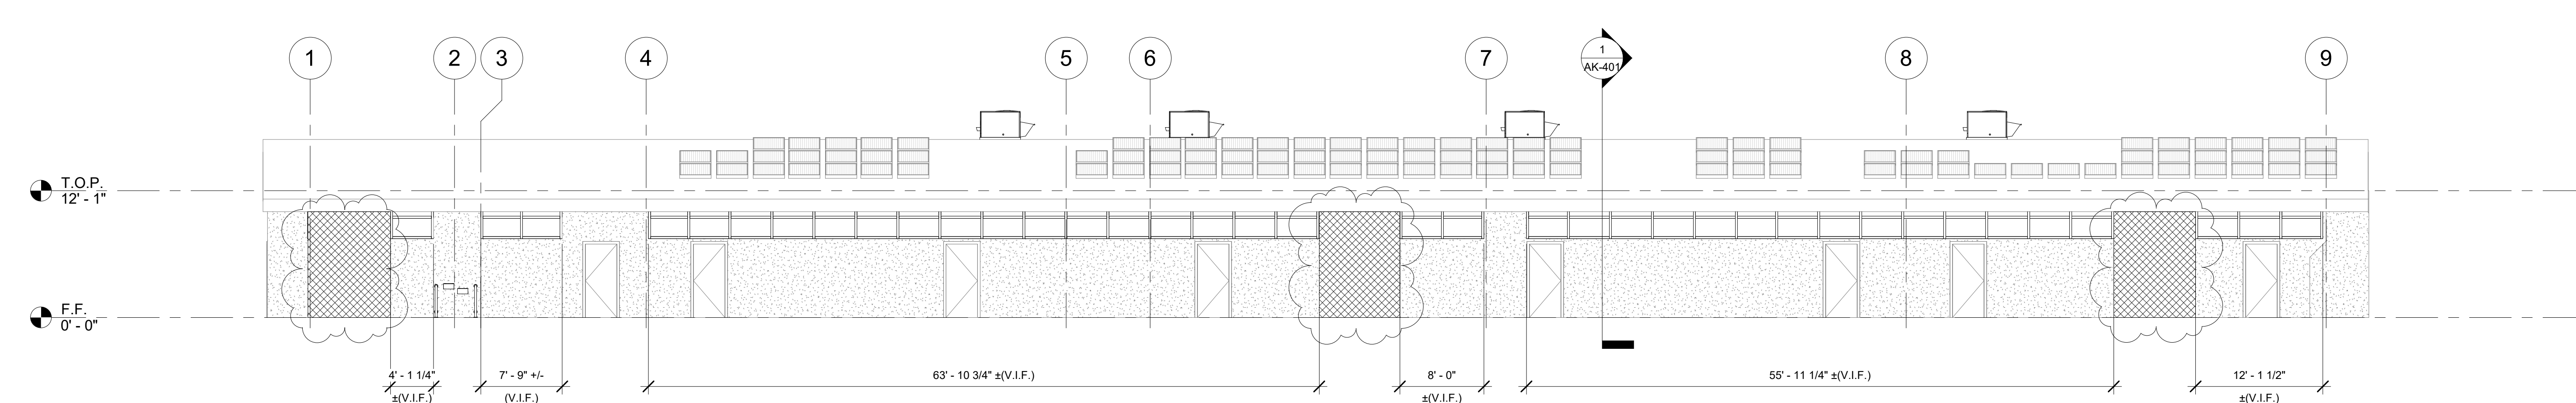 1
2
3
4
5
6
7
1
AK-401
8
9
T.O.P.
12' - 1"
F.F.
0' - 0"
4' - 1 1/4"
±(V.I.F.)
7' - 9" +/-
(V.I.F.)
63' - 10 3/4" ±(V.I.F.)
8' - 0"
±(V.I.F.)
55' - 11 1/4" ±(V.I.F.)
12' - 1 1/2"
±(V.I.F.)